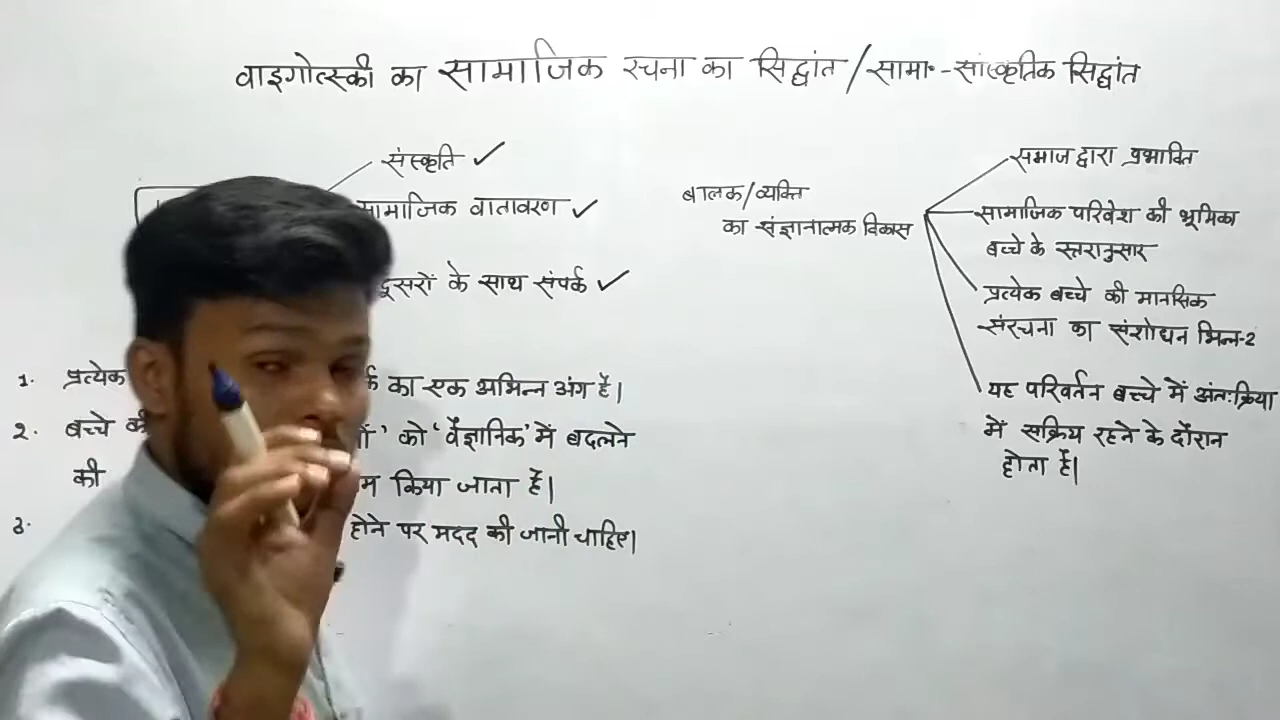 वाइगोत्स्की का सामाजिक रचना का सिद्धांत / सामा॰-सांस्कृतिक सिद्धांत
संस्कृति ✓
सामाजिक वातावरण ✓
दूसरों के साथ संपर्क ✓
1. प्रत्येक का एक अभिन्न अंग है।
2. बच्चे को 'वैज्ञानिक' में बदलने
की किया जाता है।
3. होने पर मदद की जानी चाहिए।
बालक/व्यक्ति
का संज्ञानात्मक विकास
समाज द्वारा प्रभावित
सामाजिक परिवेश की भूमिका
बच्चे के स्तरानुसार
प्रत्येक बच्चे की मानसिक
संरचना का संशोधन भिन्न-2
यह परिवर्तन बच्चे में अंतःक्रिया
में सक्रिय रहने के दौरान
होता है।